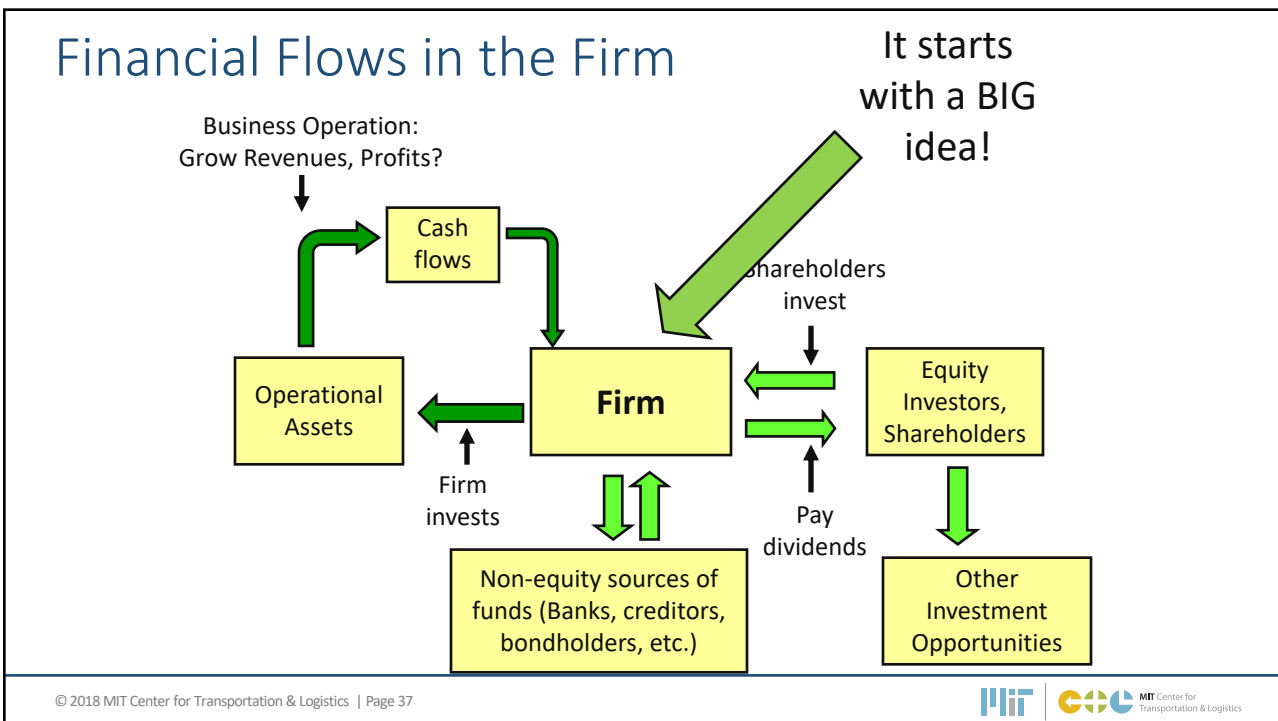 Financial Flows in the Firm
It starts
with a BIG
idea!
Business Operation:
Grow Revenues, Profits?
Cash
flows
Shareholders
invest
Operational
Assets
Firm
Equity
Investors,
Shareholders
Firm
invests
Pay
dividends
Non-equity sources of
funds (Banks, creditors,
bondholders, etc.)
Other
Investment
Opportunities
© 2018 MIT Center for Transportation & Logistics | Page 37
MIT
CTL
MIT Center for
Transportation & Logistics